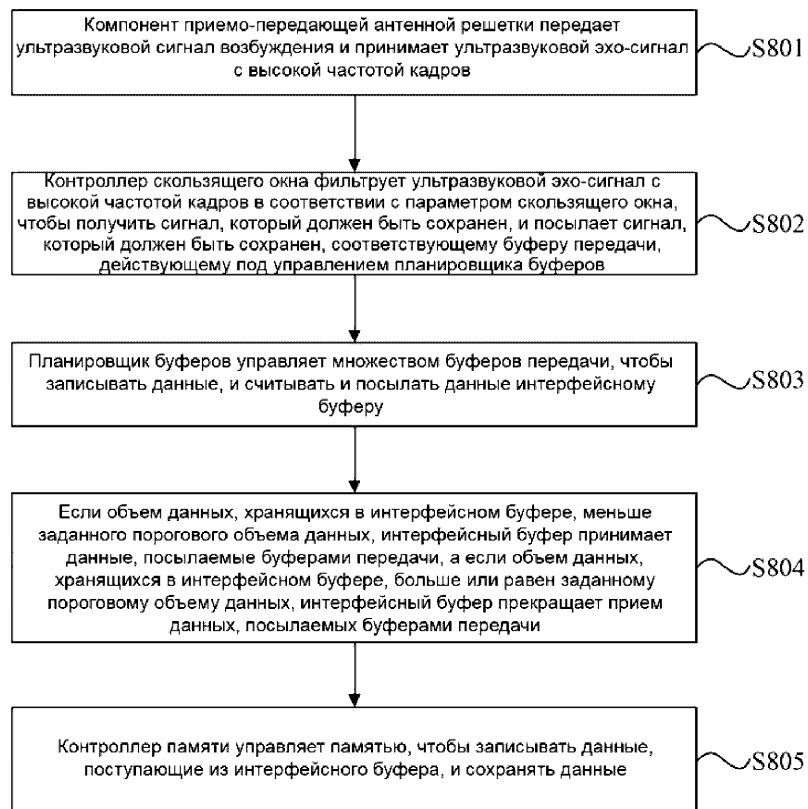 Компонент приемо-передающей антенной решетки передает
ультразвуковой сигнал возбуждения и принимает ультразвуковой эхо-сигнал
с высокой частотой кадров
S801
Контроллер скользящего окна фильтрует ультразвуковой эхо-сигнал с
высокой частотой кадров в соответствии с параметром скользящего окна,
чтобы получить сигнал, который должен быть сохранен, и посылает сигнал,
который должен быть сохранен, соответствующему буферу передачи,
действующему под управлением планировщика буферов
S802
Планировщик буферов управляет множеством буферов передачи, чтобы
записывать данные, и считывать и посылать данные интерфейсному
буферу
S803
Если объем данных, хранящихся в интерфейсном буфере, меньше
заданного порогового объема данных, интерфейсный буфер принимает
данные, посылаемые буферами передачи, а если объем данных,
хранящихся в интерфейсном буфере, больше или равен заданному
пороговому объему данных, интерфейсный буфер прекращает прием
данных, посылаемых буферами передачи
S804
Контроллер памяти управляет памятью, чтобы записывать данные,
поступающие из интерфейсного буфера, и сохранять данные
S805